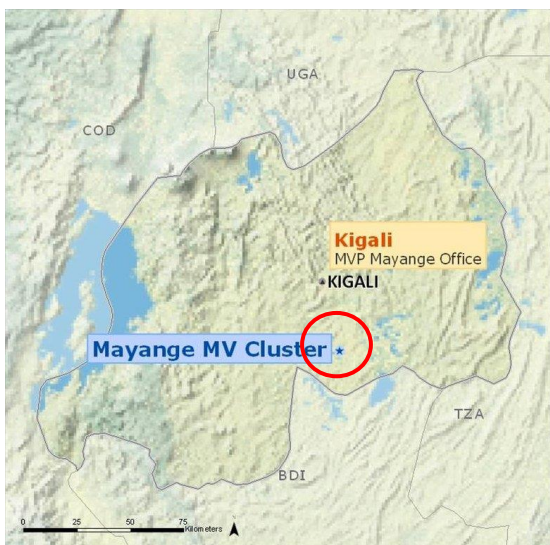 UGA
COD
Kigali
MVP Mayange Office
KIGALI
Mayange MV Cluster
TZA
BDI
0 25 50 75
Kilometers